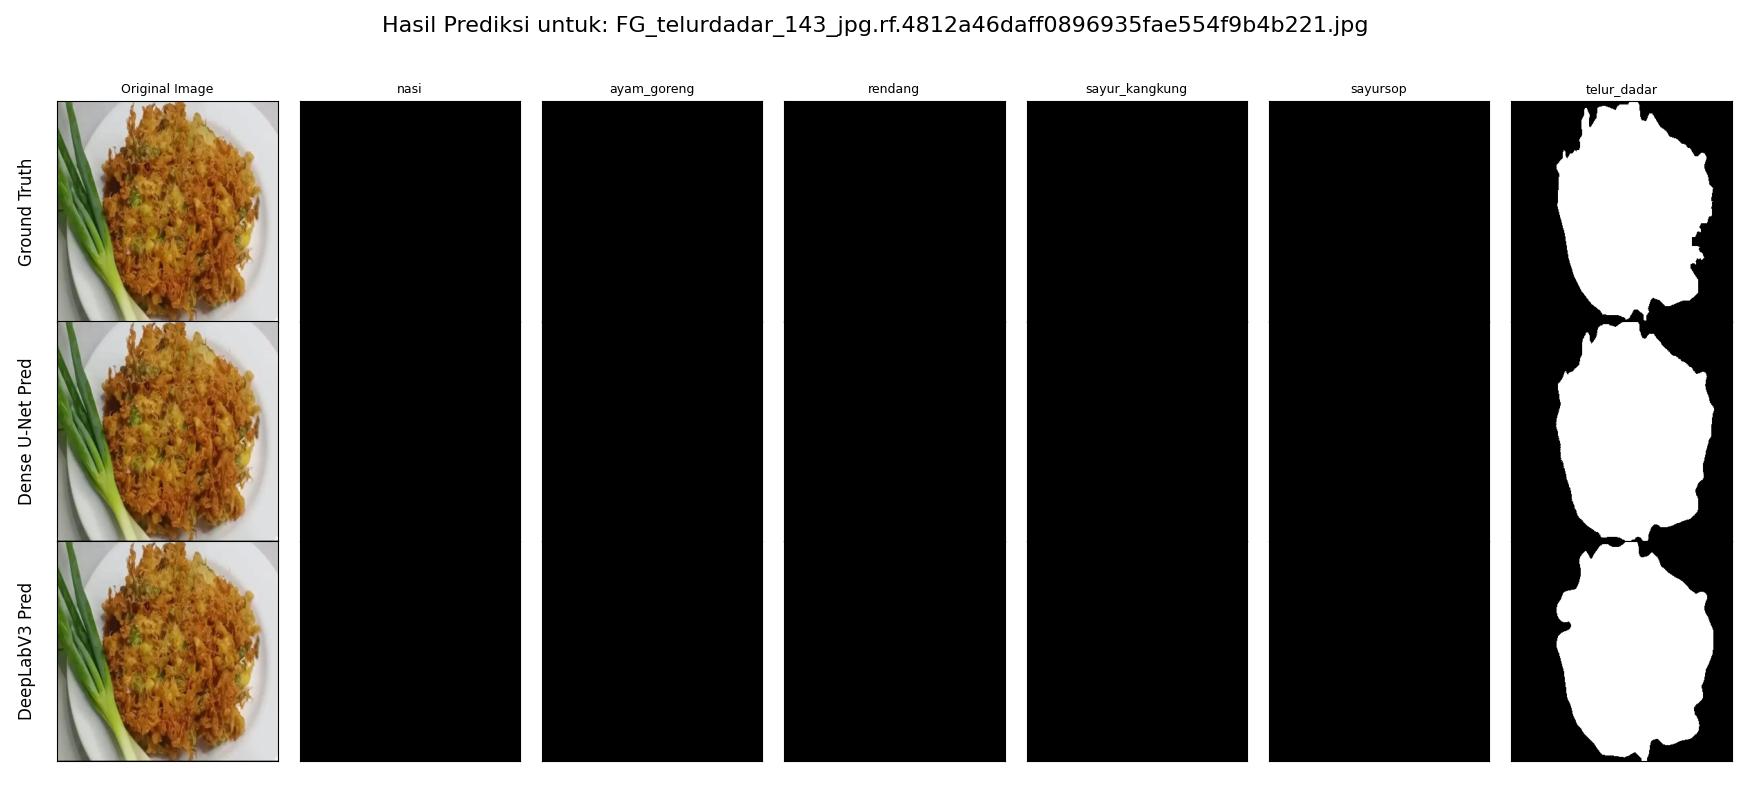 Hasil Prediksi untuk: FG_telurdadar_143_jpg.rf.4812a46daff0896935fae554f9b4b221.jpg
Original Image
nasi
ayam_goreng
rendang
sayur_kangkung
sayursop
telur_dadar
Ground Truth
Dense U-Net Pred
DeepLabV3 Pred